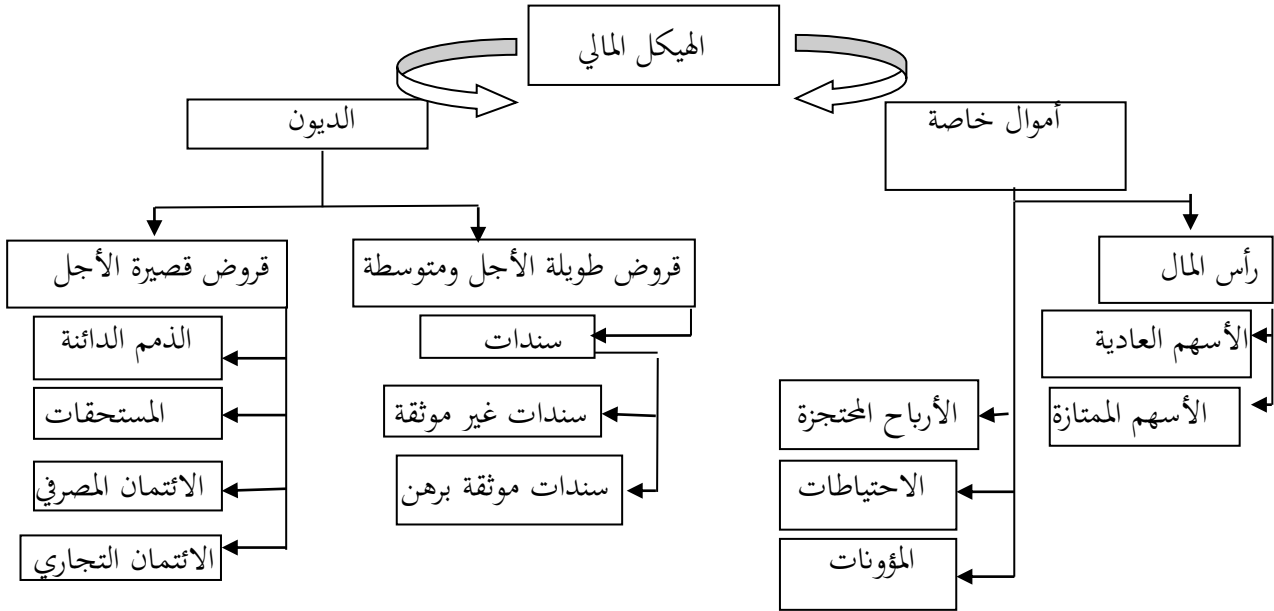 الهيكل المالي
أموال خاصة
الديون
رأس المال
قروض طويلة الأجل ومتوسطة
قروض قصيرة الأجل
الأسهم العادية
سندات
الذمم الدائنة
الأسهم الممتازة
الأرباح المحتجزة
سندات غير موثقة
المستحقات
الاحتياطات
سندات موثقة برهن
الائتمان المصرفي
المؤونات
الائتمان التجاري